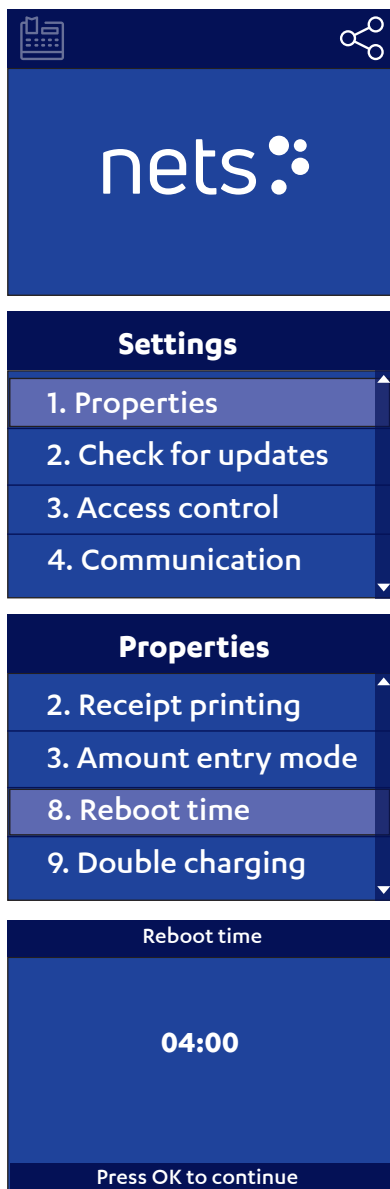 nets
Settings
1. Properties
2. Check for updates
3. Access control
4. Communication
Properties
2. Receipt printing
3. Amount entry mode
8. Reboot time
9. Double charging
Reboot time
04:00
Press OK to continue